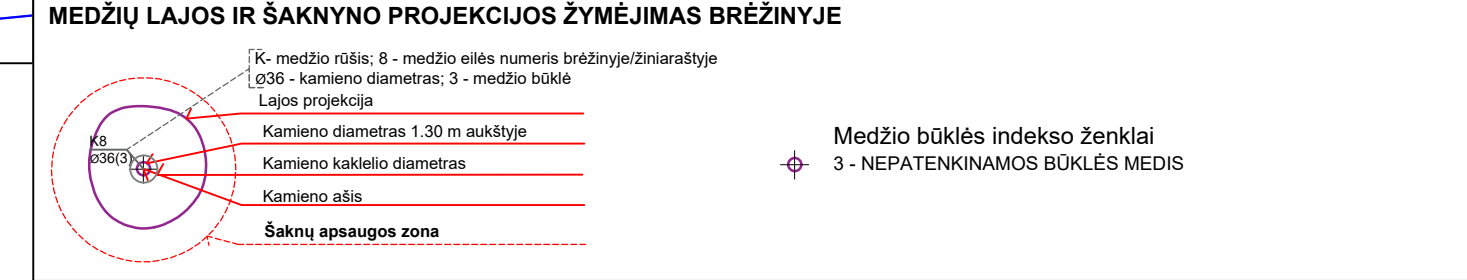 MEDŽIŲ LAJOS IR ŠAKNYNO PROJEKCIJOS ŽYMĖJIMAS BRĖŽINYJE
K- medžio rūšis; 8 - medžio eilės numeris brėžinyje/žiniaraštyje
Ø36 - kamieno diametras; 3 - medžio būklė
Lajos projekcija
Kamieno diametras 1.30 m aukštyje
K8
Ø36(3)
Kamieno kaklelio diametras
Kamieno ašis
Šaknų apsaugos zona
Medžio būklės indekso ženklai
3 - NEPATENKINAMOS BŪKLĖS MEDIS